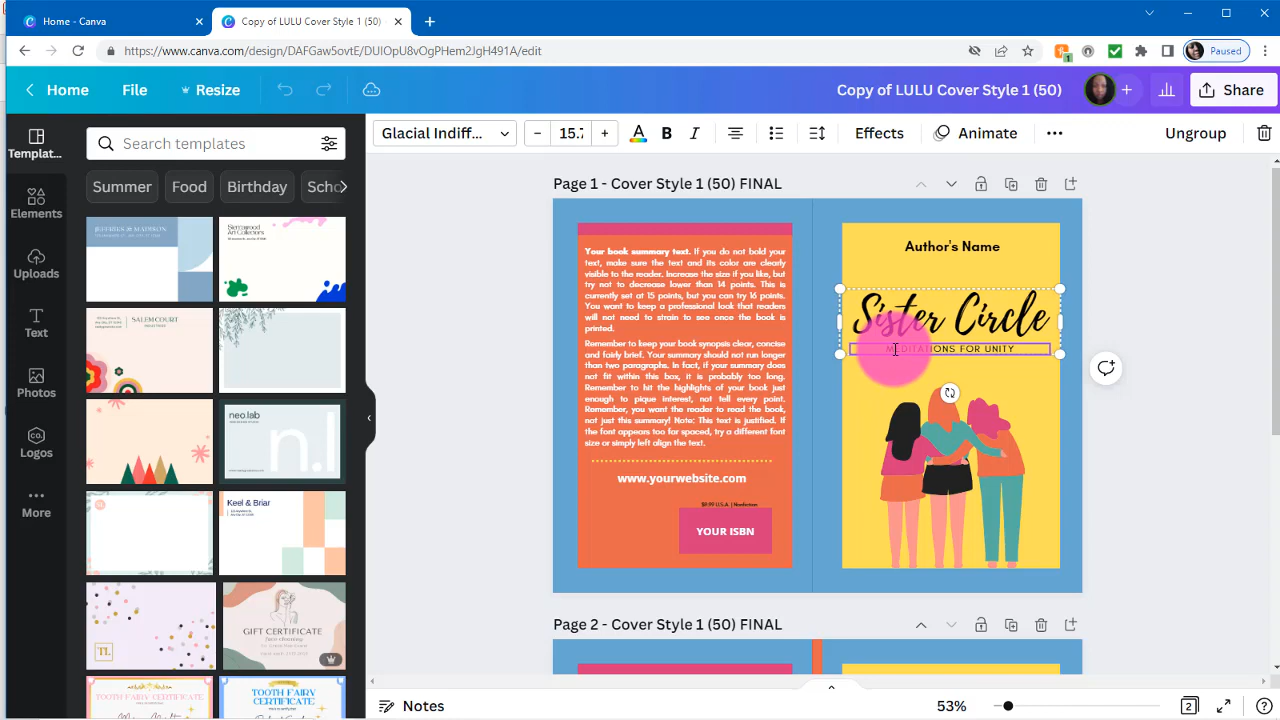 Home - Canva
Copy of LULU Cover Style 1 (50)
https://www.canva.com/design/DAFGaw5ovtE/DUIOpU8vOgPHem2JgH491A/edit
1
Paused
Home
File
Resize
Copy of LULU Cover Style 1 (50)
Share
Templat...
Elements
Uploads
Text
Photos
Logos
More
Search templates
Summer
Food
Birthday
Scho
SALEM COURT
neo.lab
n.l
Keel & Briar
TL
GIFT CERTIFICATE
TOOTH FAIRY
CERTIFICATE
TOOTH FAIRY
CERTIFICATE
Glacial Indiff...
15.7
A
B
I
Effects
Animate
Ungroup
Page 1 - Cover Style 1 (50) FINAL
Your book summary text. If you do not bold your
text, make sure the text and its color are clearly
visible to the reader. Increase the size if you like, but
try not to decrease lower than 14 points. This is
currently set at 15 points, but you can try 16 points.
You want to keep a professional look that readers
will not need to strain to see once the book is
printed.
Remember to keep your book synopsis clear, concise
and fairly brief. Your summary should not run longer
than two paragraphs. In fact, if your summary does
not fit within this box, it is probably too long.
Remember to hit the highlights of your book just
enough to pique interest, not tell every point.
Remember, you want the reader to read the book,
not just this summary! Note: This text is justified. If
the font appears too far spaced, try a different font
size or simply left align the text.
www.yourwebsite.com
$9.99 U.S.A. | Nonfiction
YOUR ISBN
Author's Name
Sister Circle
MEDITATIONS FOR UNITY
Page 2 - Cover Style 1 (50) FINAL
Notes
53%
2